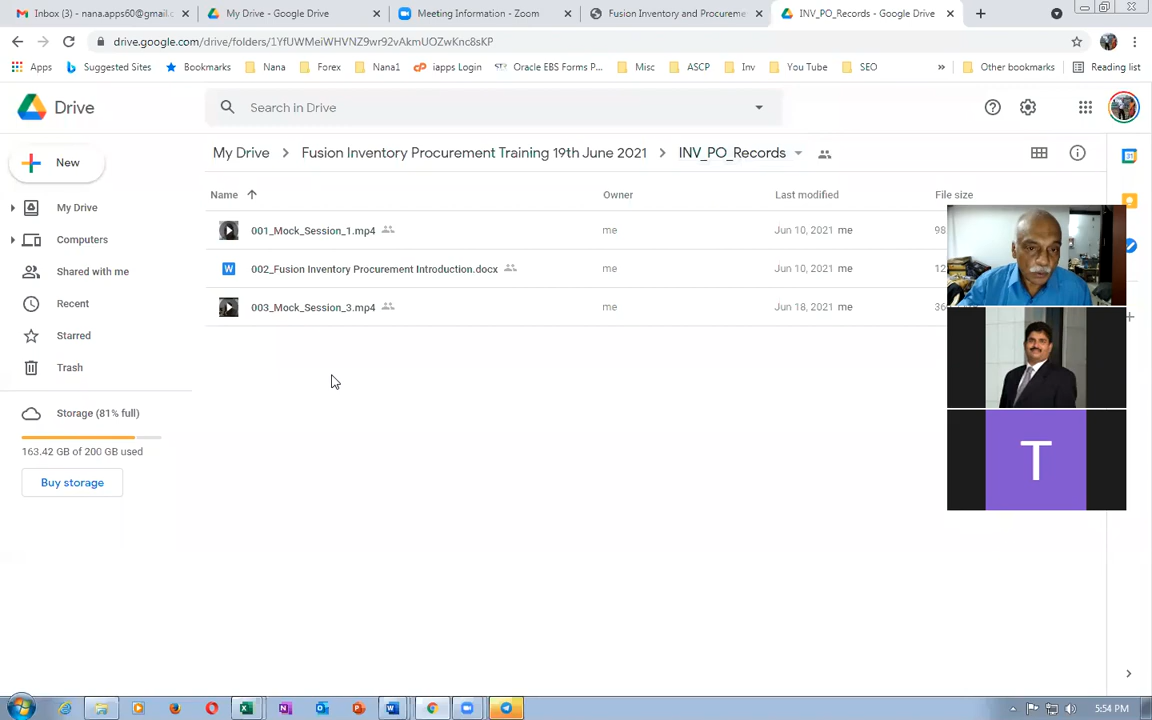 Inbox (3) - nana.apps60@gmail.c
My Drive - Google Drive
Meeting Information - Zoom
Fusion Inventory and Procureme
INV_PO_Records - Google Drive
drive.google.com/drive/folders/1YfUWMeiWHVNZ9wr92vAkmUOZwKnc8sKP
Apps
Suggested Sites
Bookmarks
Nana
Forex
Nana1
iapps Login
Oracle EBS Forms P...
Misc
ASCP
Inv
You Tube
SEO
»
Other bookmarks
Reading list
Drive
Search in Drive
New
My Drive
Fusion Inventory Procurement Training 19th June 2021
INV_PO_Records
Name
Owner
Last modified
File size
001_Mock_Session_1.mp4
me
Jun 10, 2021 me
98
002_Fusion Inventory Procurement Introduction.docx
me
Jun 10, 2021 me
12
003_Mock_Session_3.mp4
me
Jun 18, 2021 me
36
My Drive
Computers
Shared with me
Recent
Starred
Trash
Storage (81% full)
163.42 GB of 200 GB used
Buy storage
T
5:54 PM